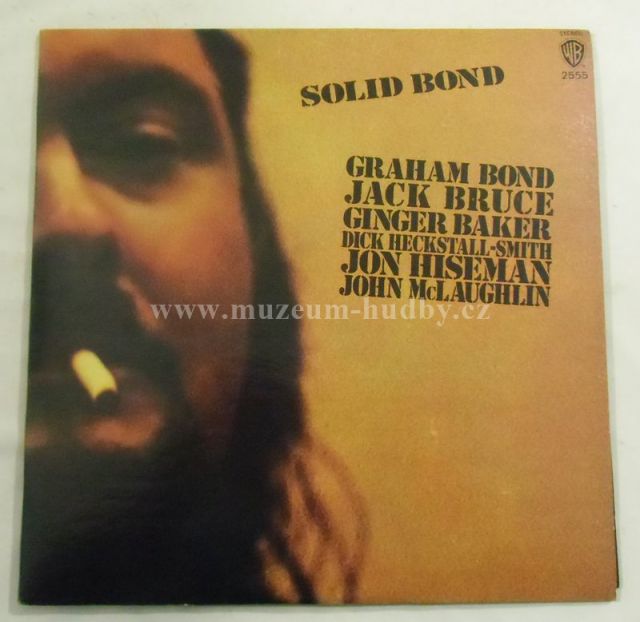 STEREO
WB
2555
SOLID BOND
GRAHAM BOND
JACK BRUCE
GINGER BAKER
DICK HECKSTALL-SMITH
JON HISEMAN
JOHN McLAUGHLIN
www.muzeum-hudby.cz